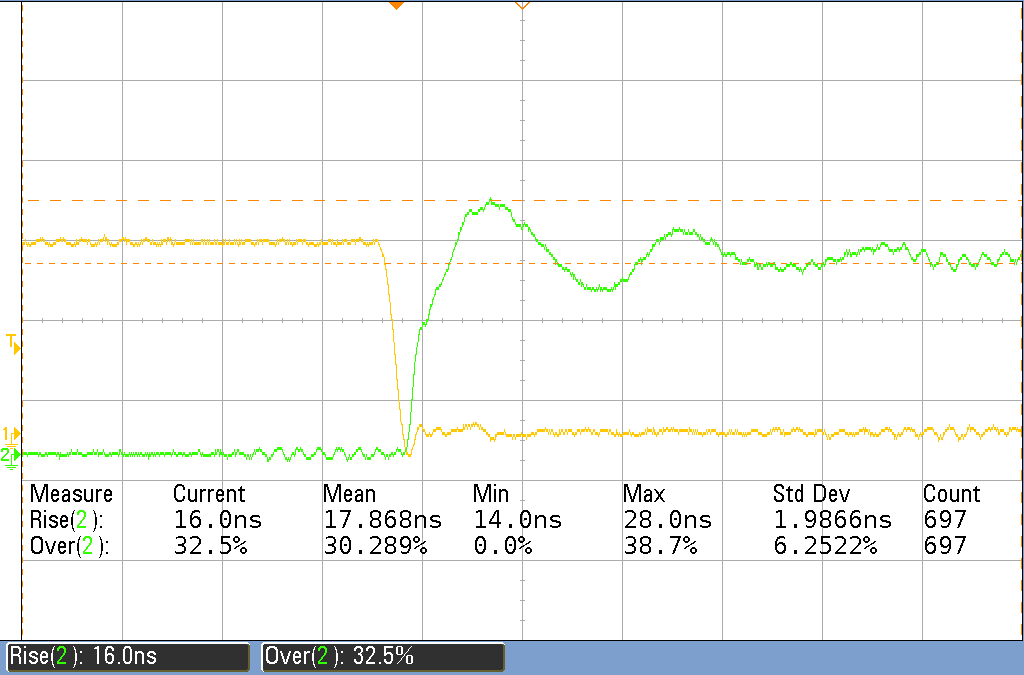 T
1
2
Measure Current Mean Min Max Std Dev Count
Rise(2): 16.0ns 17.868ns 14.0ns 28.0ns 1.9866ns 697
Over(2): 32.5% 30.289% 0.0% 38.7% 6.2522% 697
Rise(2): 16.0ns Over(2): 32.5%